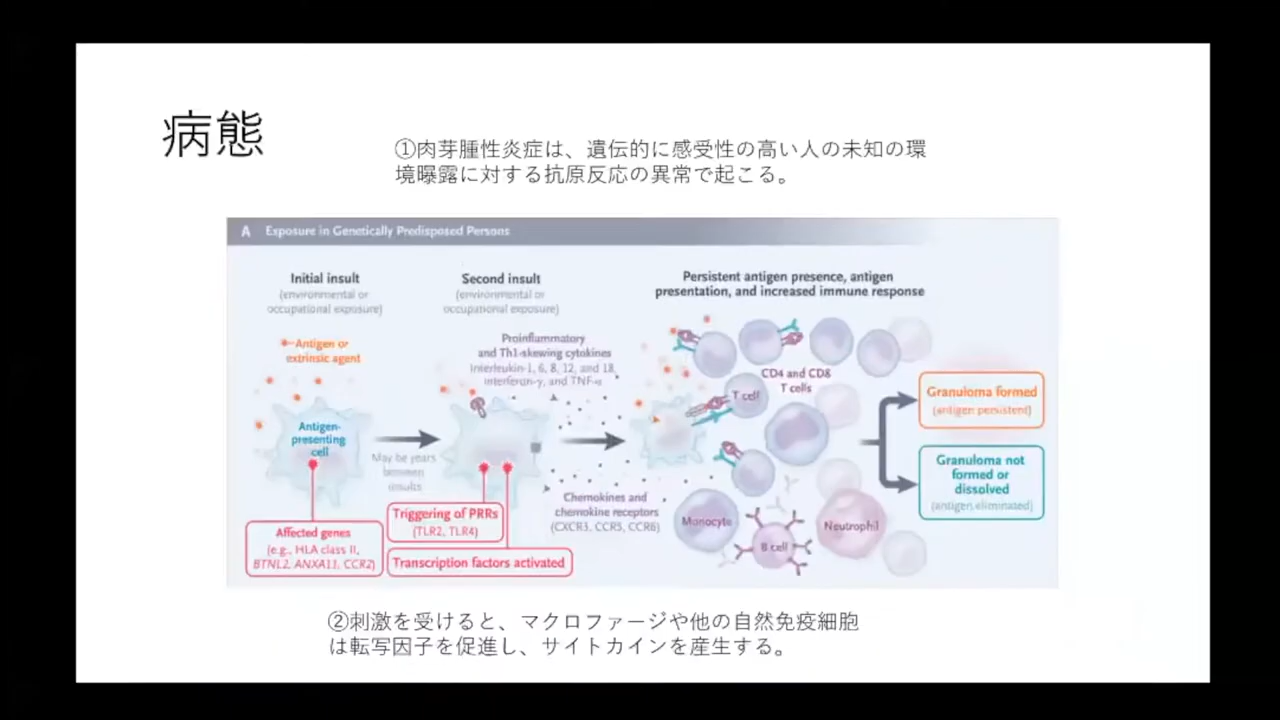 病態
①肉芽腫性炎症は、遺伝的に感受性の高い人の未知の環
境曝露に対する抗原反応の異常で起こる。
A Exposure in Genetically Predisposed Persons
Initial insult
(environmental or
occupational exposure)
Second insult
(environmental or
occupational exposure)
Persistent antigen presence, antigen
presentation, and increased immune response
Antigen or
extrinsic agent
Proinflammatory
and Th1-skewing cytokines
Interleukin-1, 6, 8, 12, and 18,
interferon-γ, and TNF-α
CD4 and CD8
T cells
T cell
Antigen-
presenting
cell
May be years
between
insults
Granuloma formed
(antigen persistent)
Granuloma not
formed or
dissolved
(antigen eliminated)
Chemokines and
chemokine receptors
(CXCR3, CCR5, CCR6)
Monocyte
B cell
Neutrophil
Triggering of PRRs
(TLR2, TLR4)
Affected genes
(e.g., HLA class II,
BTNL2, ANXA11, CCR2)
Transcription factors activated
②刺激を受けると、マクロファージや他の自然免疫細胞
は転写因子を促進し、サイトカインを産生する。